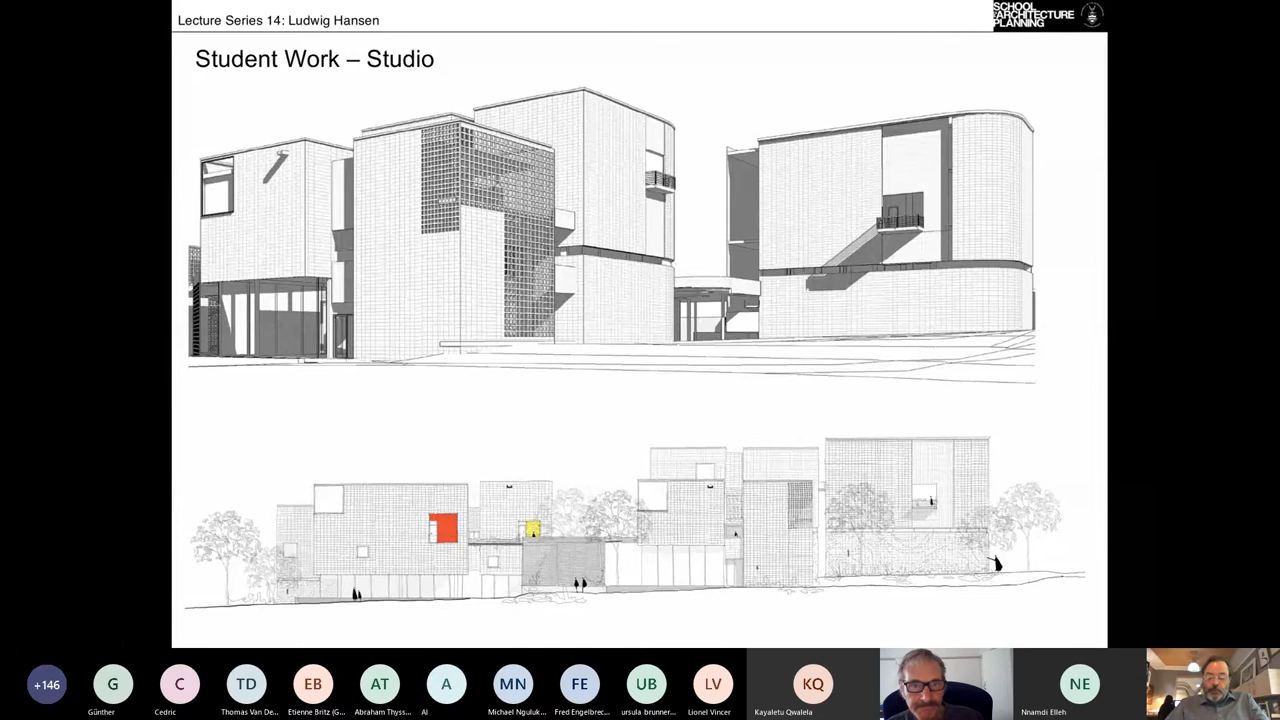 Lecture Series 14: Ludwig Hansen
SCHOOL
of ARCHITECTURE
PLANNING
Student Work – Studio
+146
G
C
TD
EB
AT
A
MN
FE
UB
LV
KQ
NE
Günther
Cedric
Thomas Van De...
Etienne Britz (G...
Abraham Thyss...
Al
Michael Nguluk...
Fred Engelbrec...
ursula brunner...
Lionel Vincer
Kayaletu Qwalela
Nnamdi Elleh